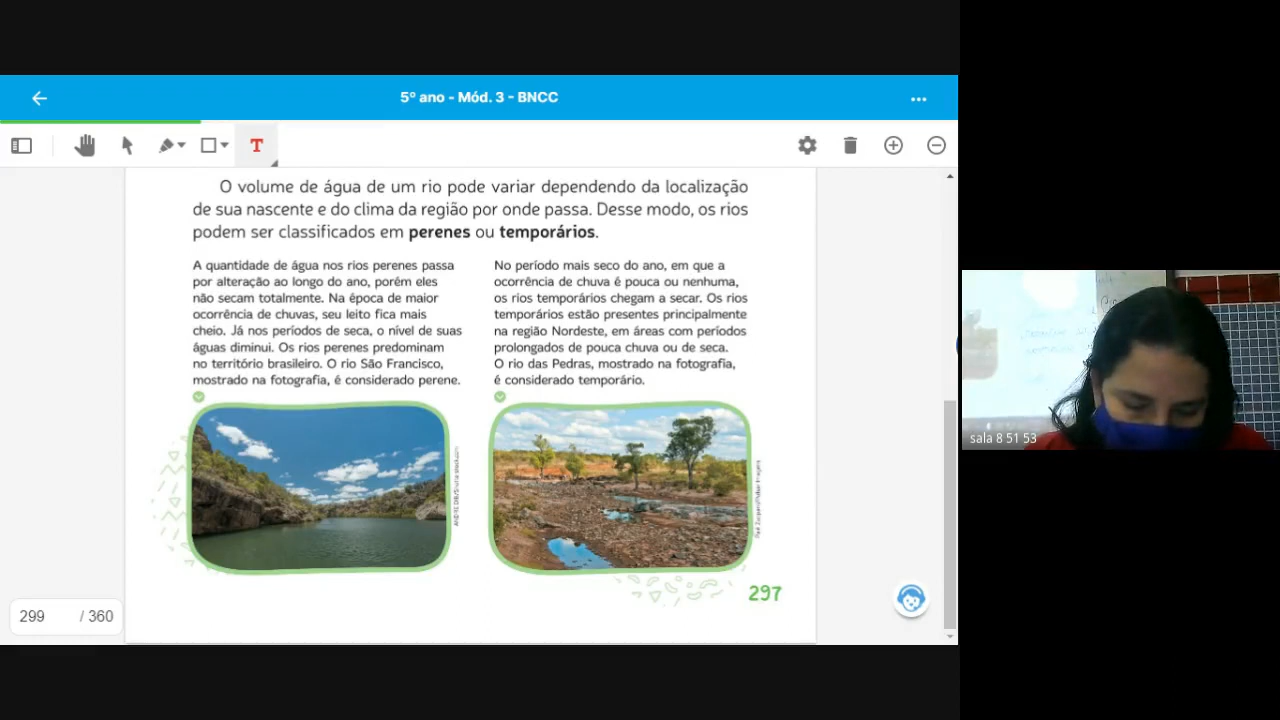 5º ano - Mód. 3 - BNCC
T
O volume de água de um rio pode variar dependendo da localização
de sua nascente e do clima da região por onde passa. Desse modo, os rios
podem ser classificados em perenes ou temporários.
A quantidade de água nos rios perenes passa
por alteração ao longo do ano, porém eles
não secam totalmente. Na época de maior
ocorrência de chuvas, seu leito fica mais
cheio. Já nos períodos de seca, o nível de suas
águas diminui. Os rios perenes predominam
no território brasileiro. O rio São Francisco,
mostrado na fotografia, é considerado perene.
No período mais seco do ano, em que a
ocorrência de chuva é pouca ou nenhuma,
os rios temporários chegam a secar. Os rios
temporários estão presentes principalmente
na região Nordeste, em áreas com períodos
prolongados de pouca chuva ou de seca.
O rio das Pedras, mostrado na fotografia,
é considerado temporário.
297
299 / 360
sala 8 51 53